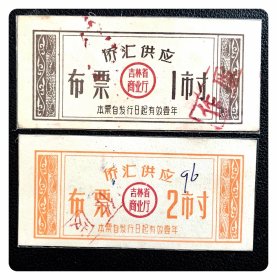 侨汇供应
布票 吉林省商业厅 1市寸
本票自发行日起有效壹年
作废
侨汇供应
96
布票 吉林省商业厅 2市寸
本票自发行日起有效壹年